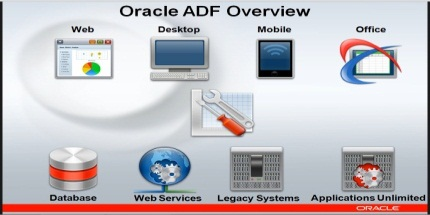 Oracle ADF Overview
Web Desktop Mobile Office
Database Web Services Legacy Systems Applications Unlimited
ORACLE